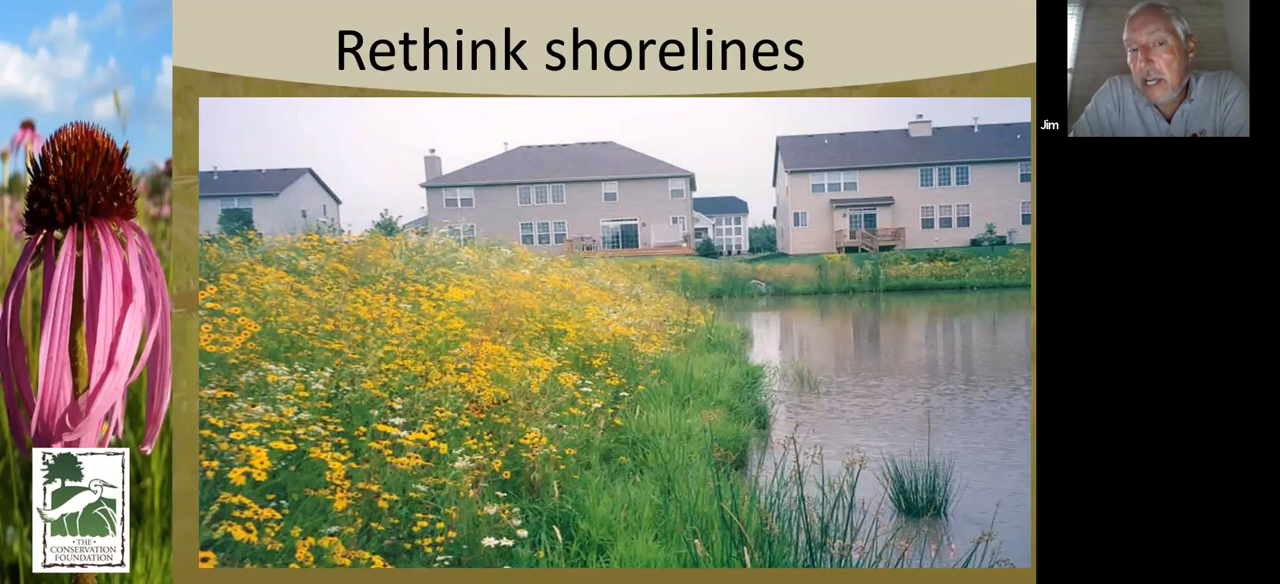 Rethink shorelines
Jim
· THE ·
CONSERVATION
FOUNDATION